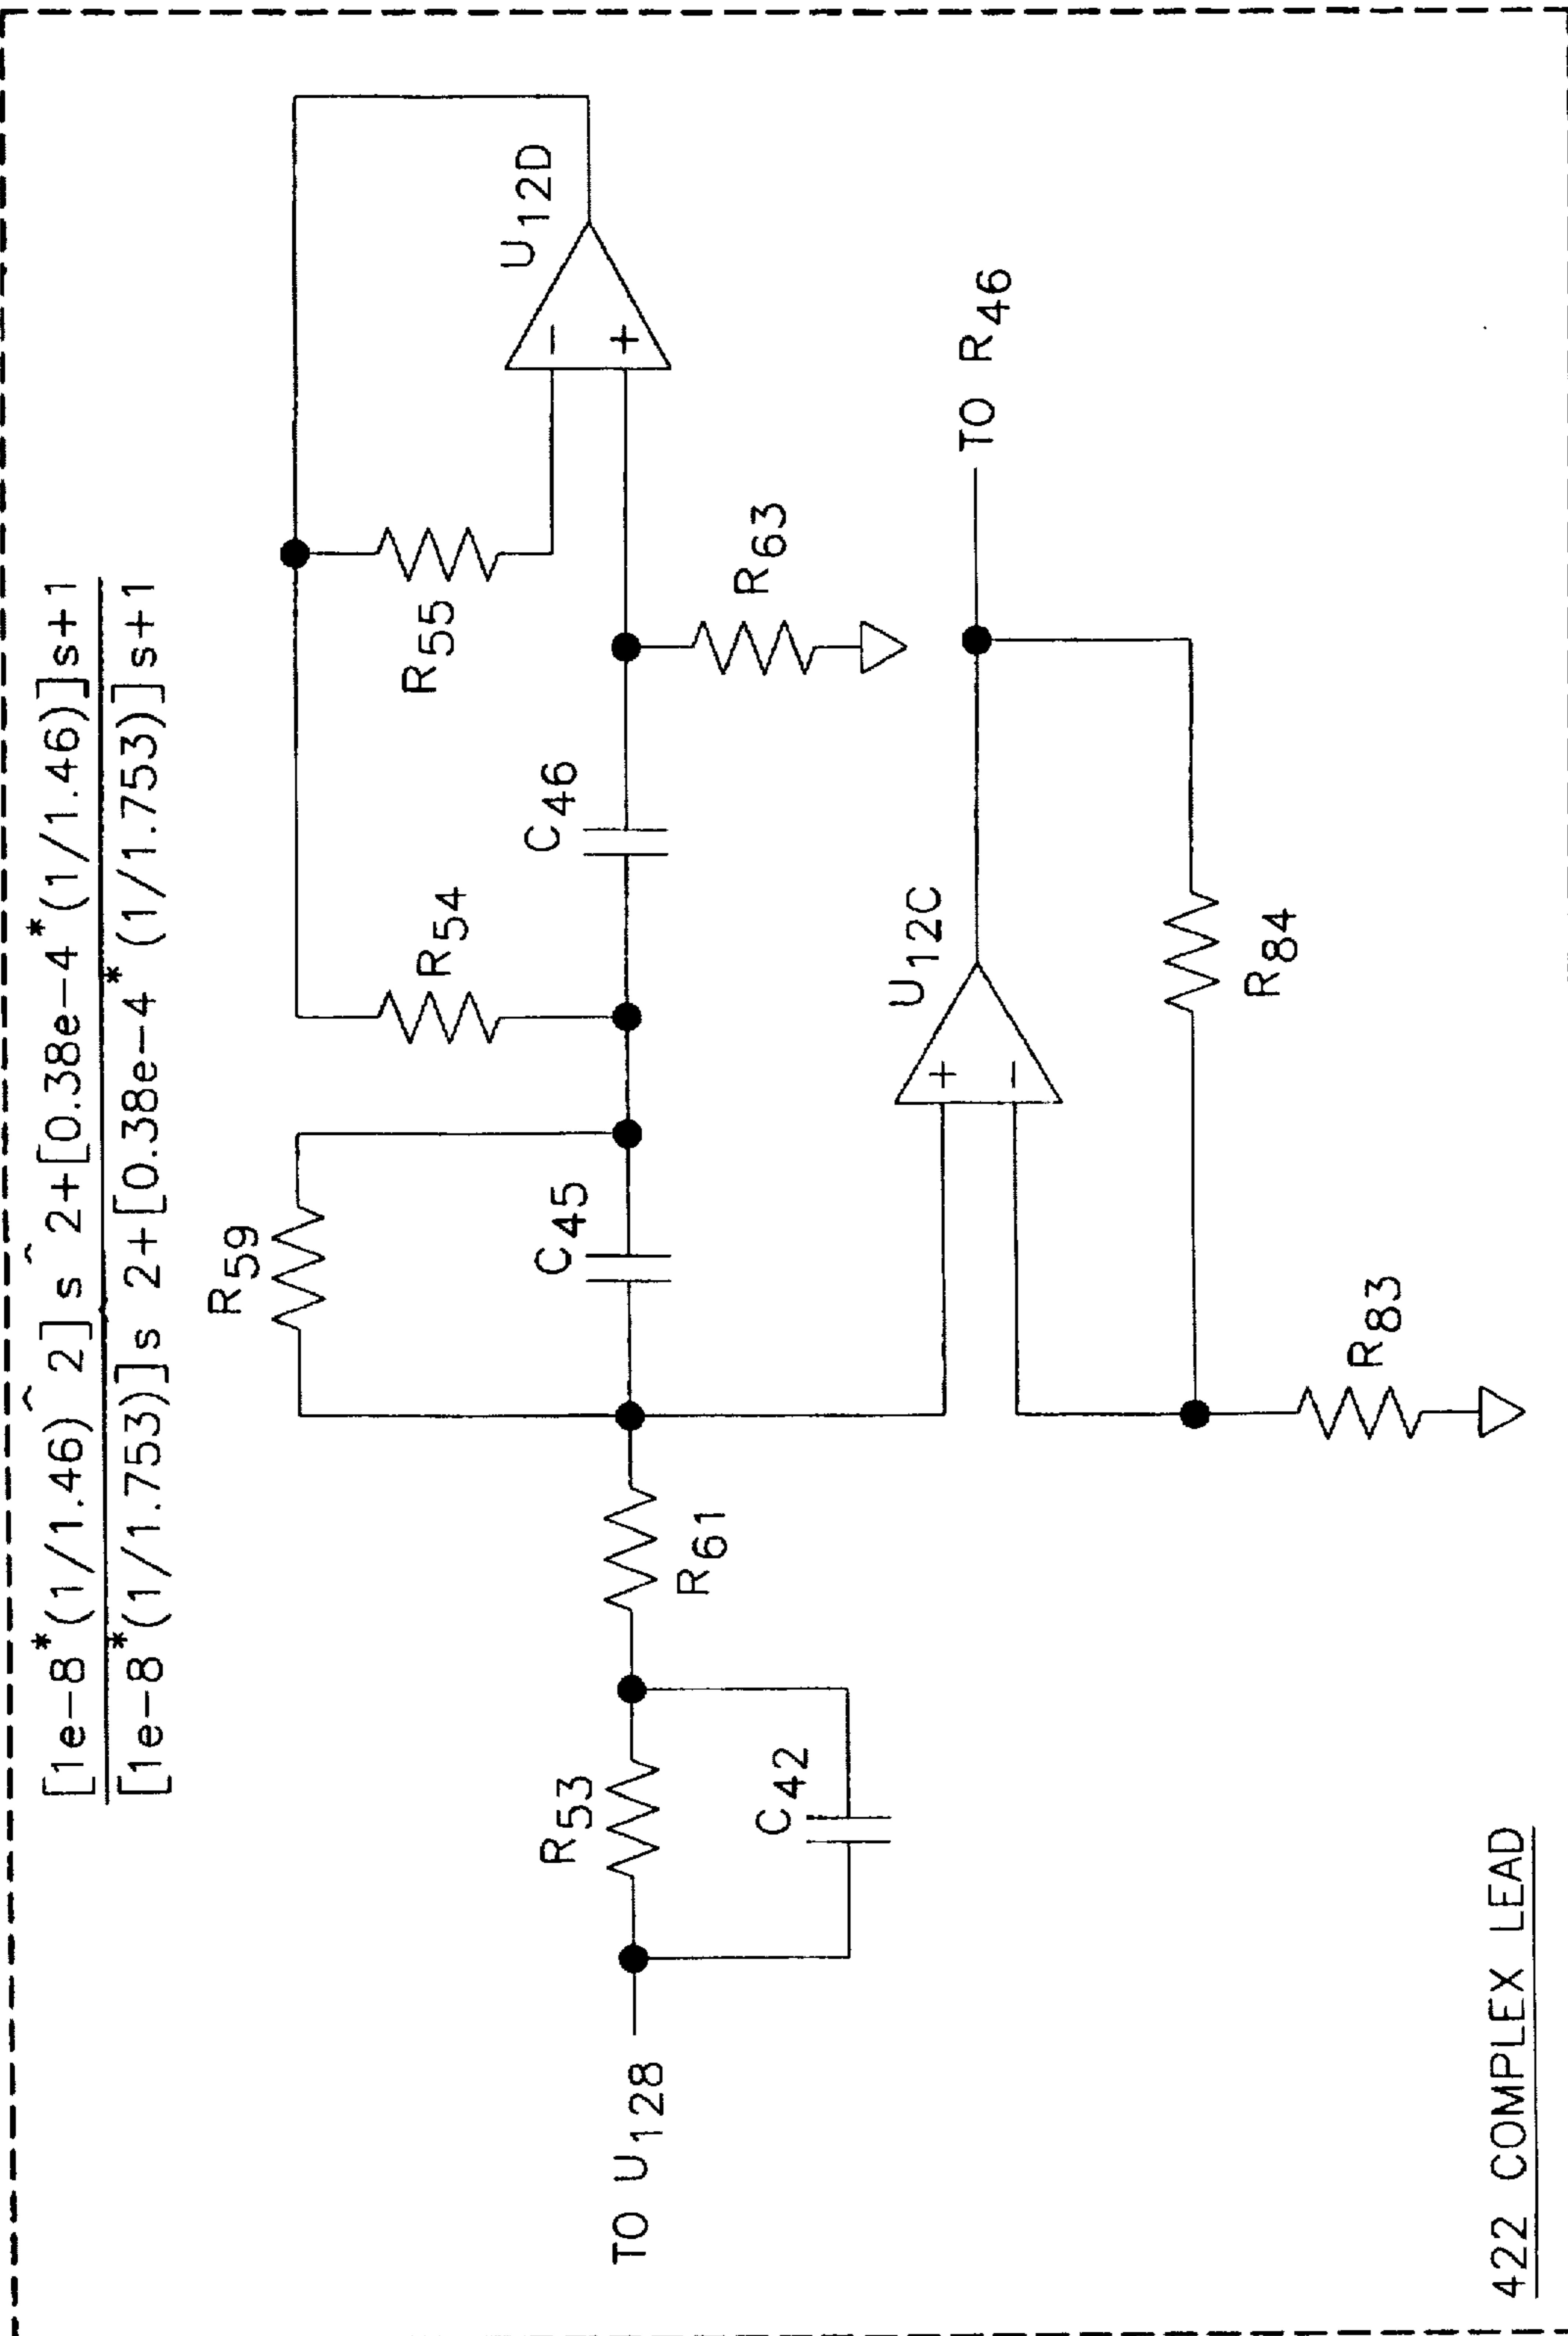 [1e-8*(1/1.46)^2]s^2+[0.38e-4*(1/1.46)]s+1
[1e-8*(1/1.753)]s 2+[0.38e-4*(1/1.753)]s+1
R59
R54
R55
U12D
C45
C46
-
+
R53
R61
R63
TO U128
C42
U12C
+
-
TO R46
R84
R83
422 COMPLEX LEAD